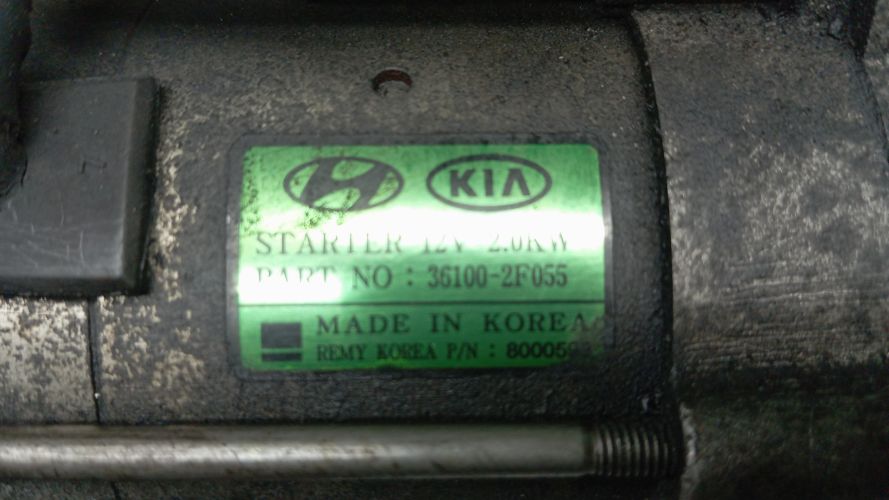 KIA
STARTER 12V 2.0KW
PART NO : 36100-2F055
MADE IN KOREA
REMY KOREA P/N :